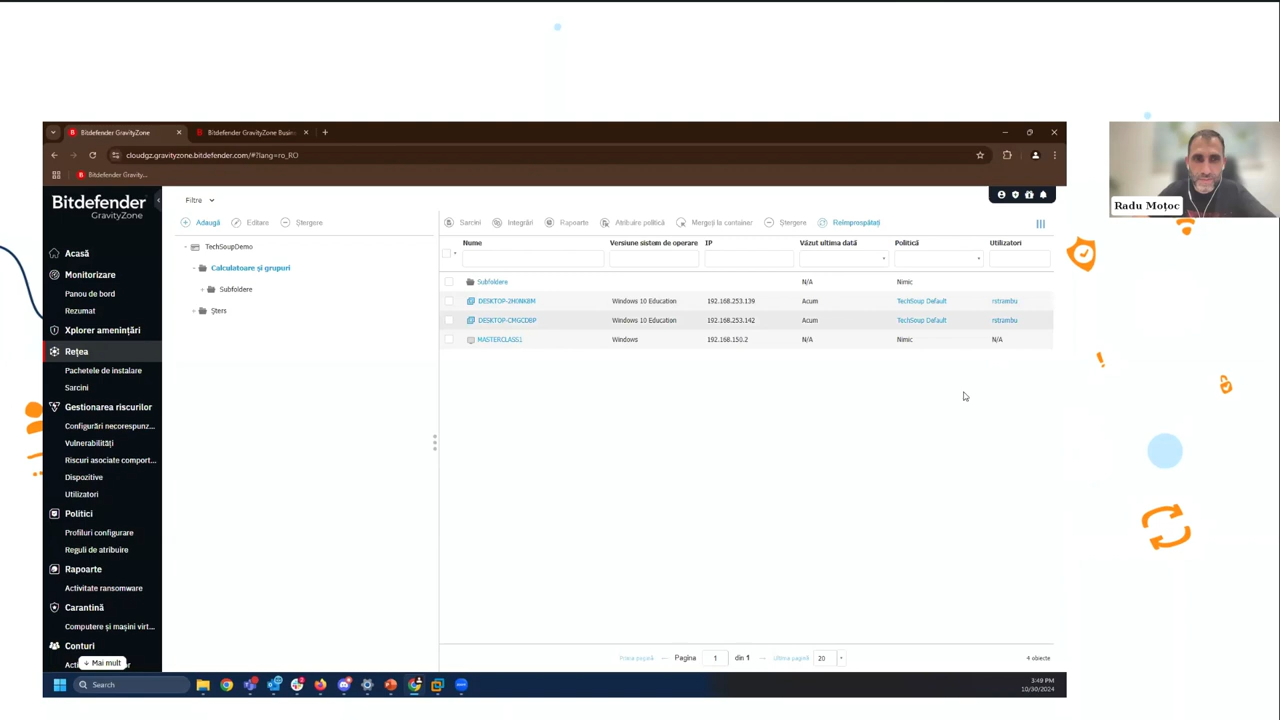 Bitdefender GravityZone
Bitdefender GravityZone Busin
cloudgz.gravityzone.bitdefender.com/#?lang=ro_RO
Bitdefender Gravity...
Bitdefender
GravityZone
Acasă
Monitorizare
Panou de bord
Rezumat
Xplorer amenințări
Rețea
Pachetele de instalare
Sarcini
Gestionarea riscurilor
Configurări necorespunz...
Vulnerabilități
Riscuri asociate comport...
Dispozitive
Utilizatori
Politici
Profiluri configurare
Reguli de atribuire
Rapoarte
Activitate ransomware
Carantină
Computere și mașini virt...
Conturi
Mai mult
Filtre
Adaugă
Editare
Ștergere
TechSoupDemo
Calculatoare și grupuri
Subfoldere
Șters
Sarcini
Integrări
Rapoarte
Atribuire politică
Mergeți la container
Ștergere
Reîmprospătați
Nume Versiune sistem de operare IP Văzut ultima dată Politică Utilizatori
Subfoldere N/A Nimic
DESKTOP-2H0NK8M Windows 10 Education 192.168.253.139 Acum TechSoup Default rstrambu
DESKTOP-CMGCDBP Windows 10 Education 192.168.253.142 Acum TechSoup Default rstrambu
MASTERCLASS1 Windows 192.168.150.2 N/A Nimic N/A
Pagina 1 din 1 Ultima pagină 20 4 obiecte
Search
3:49 PM
10/30/2024
Radu Moțoc